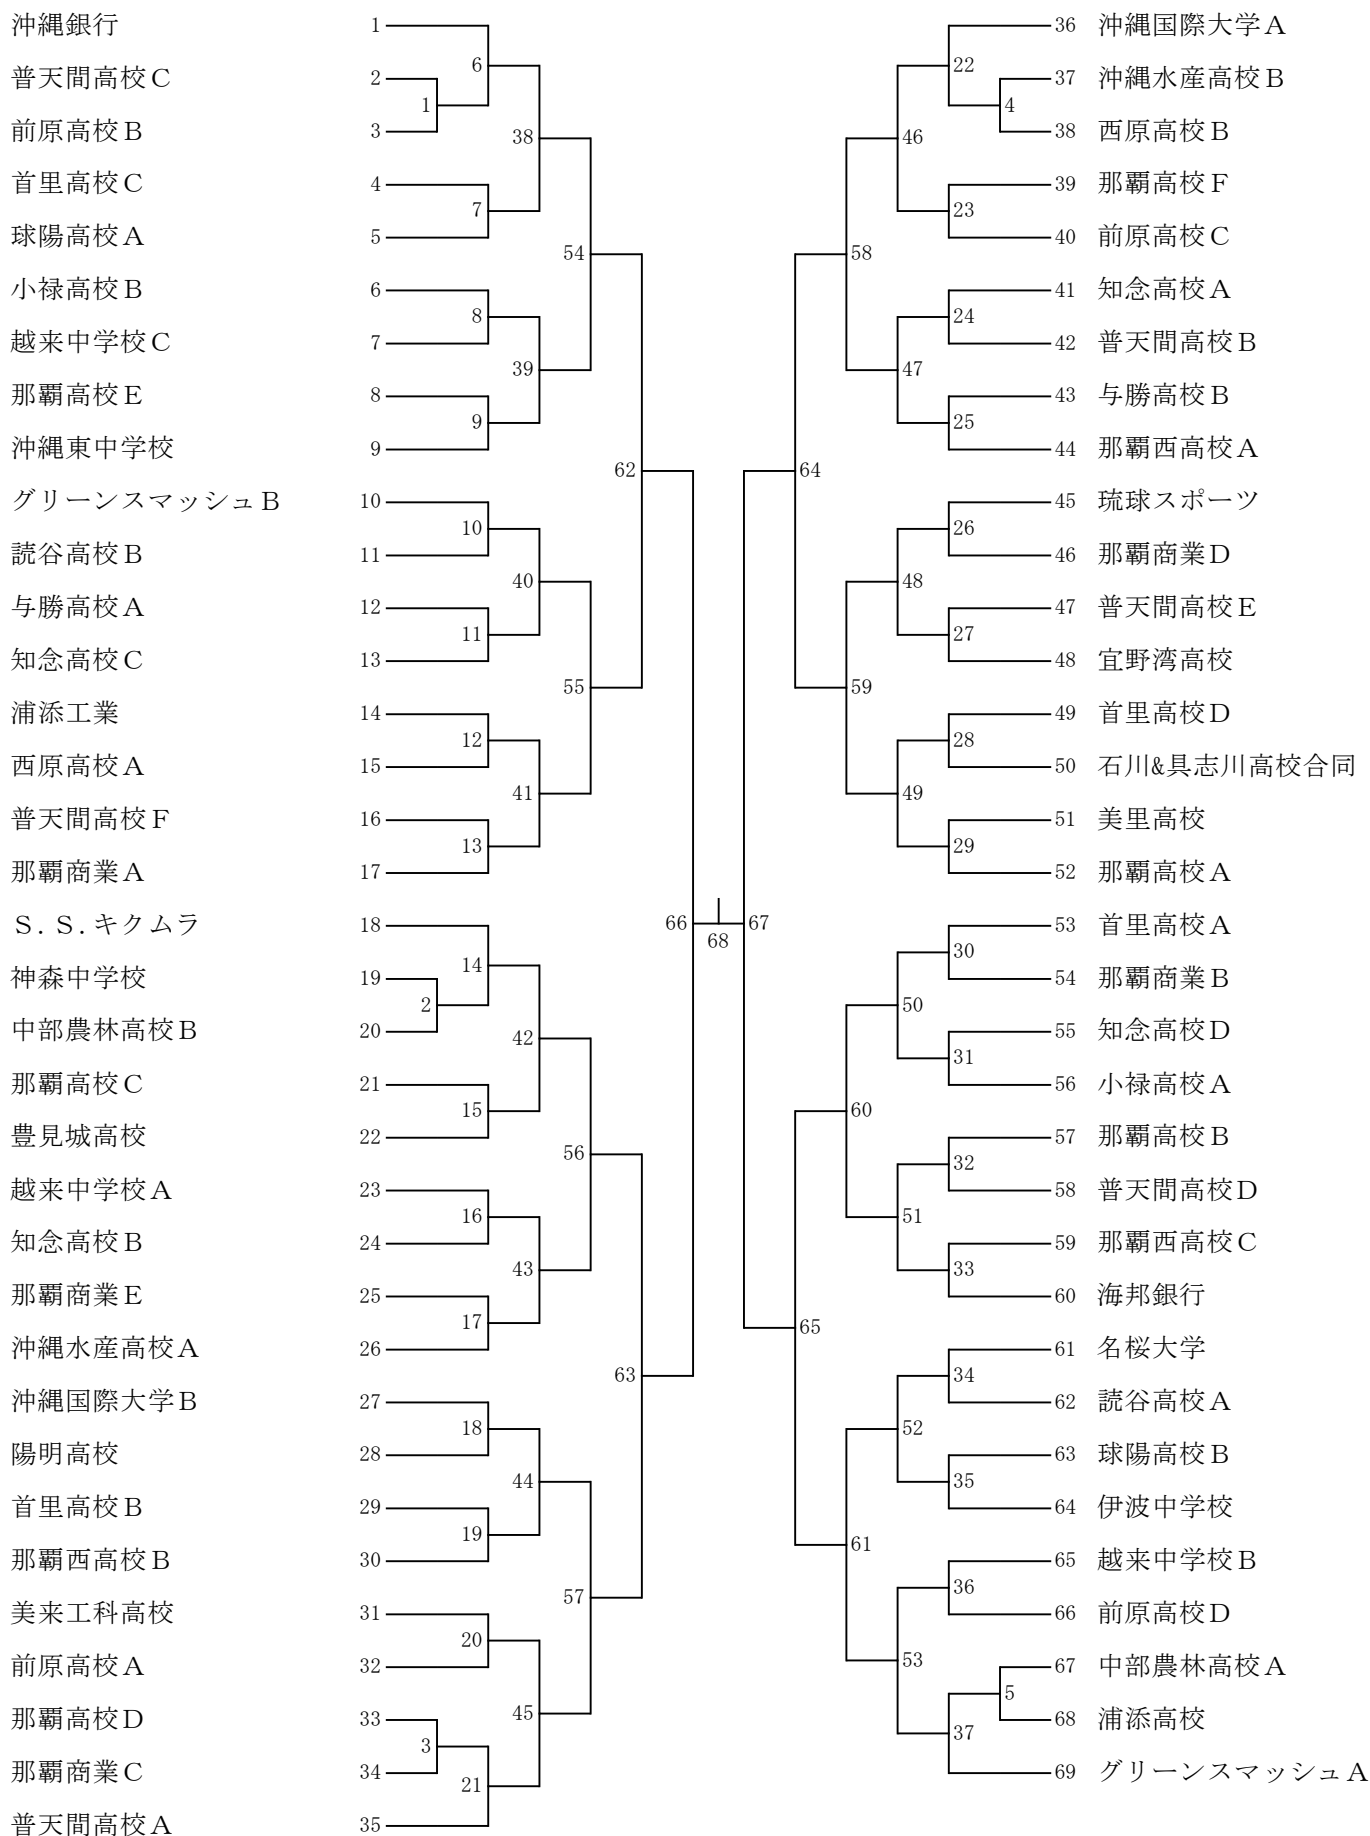 沖縄銀行 1
普天間高校C 2
前原高校B 3
首里高校C 4
球陽高校A 5
小禄高校B 6
越来中学校C 7
那覇高校E 8
沖縄東中学校 9
グリーンスマッシュB 10
読谷高校B 11
与勝高校A 12
知念高校C 13
浦添工業 14
西原高校A 15
普天間高校F 16
那覇商業A 17
S.S.キクムラ 18
神森中学校 19
中部農林高校B 20
那覇高校C 21
豊見城高校 22
越来中学校A 23
知念高校B 24
那覇商業E 25
沖縄水産高校A 26
沖縄国際大学B 27
陽明高校 28
首里高校B 29
那覇西高校B 30
美来工科高校 31
前原高校A 32
那覇高校D 33
那覇商業C 34
普天間高校A 35
1
2
3
6
7
8
9
10
11
12
13
14
15
16
17
18
19
20
21
38
39
40
41
42
43
44
45
54
55
56
57
62
63
66
68
67
64
65
58
59
60
61
46
47
48
49
50
51
52
53
22
23
24
25
26
27
28
29
30
31
32
33
34
35
36
37
4
5
36 沖縄国際大学A
37 沖縄水産高校B
38 西原高校B
39 那覇高校F
40 前原高校C
41 知念高校A
42 普天間高校B
43 与勝高校B
44 那覇西高校A
45 琉球スポーツ
46 那覇商業D
47 普天間高校E
48 宜野湾高校
49 首里高校D
50 石川&具志川高校合同
51 美里高校
52 那覇高校A
53 首里高校A
54 那覇商業B
55 知念高校D
56 小禄高校A
57 那覇高校B
58 普天間高校D
59 那覇西高校C
60 海邦銀行
61 名桜大学
62 読谷高校A
63 球陽高校B
64 伊波中学校
65 越来中学校B
66 前原高校D
67 中部農林高校A
68 浦添高校
69 グリーンスマッシュA